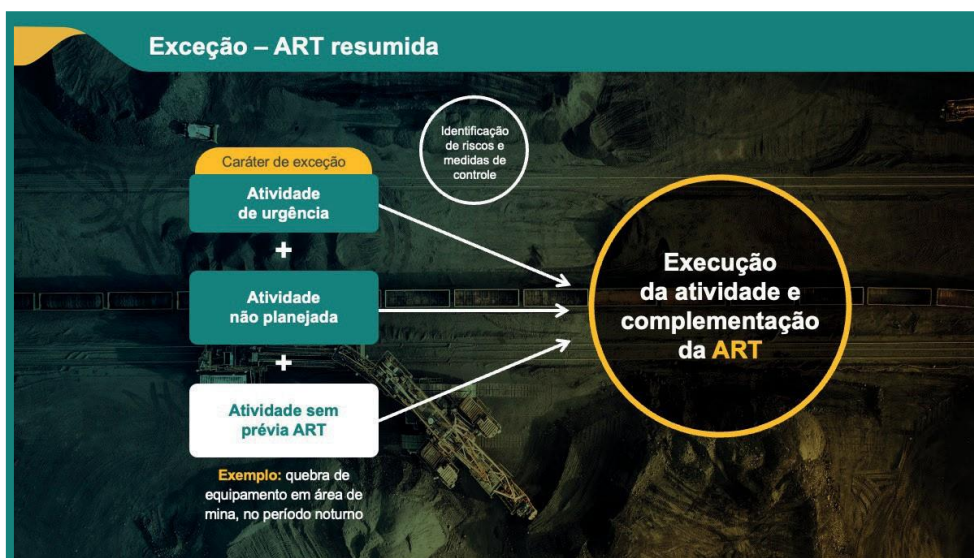 Exceção – ART resumida
Identificação
de riscos e
medidas de
controle
Caráter de exceção
Atividade
de urgência
+
Atividade
não planejada
+
Atividade sem
prévia ART
Exemplo: quebra de
equipamento em área de
mina, no período noturno
Execução
da atividade e
complementação
da ART